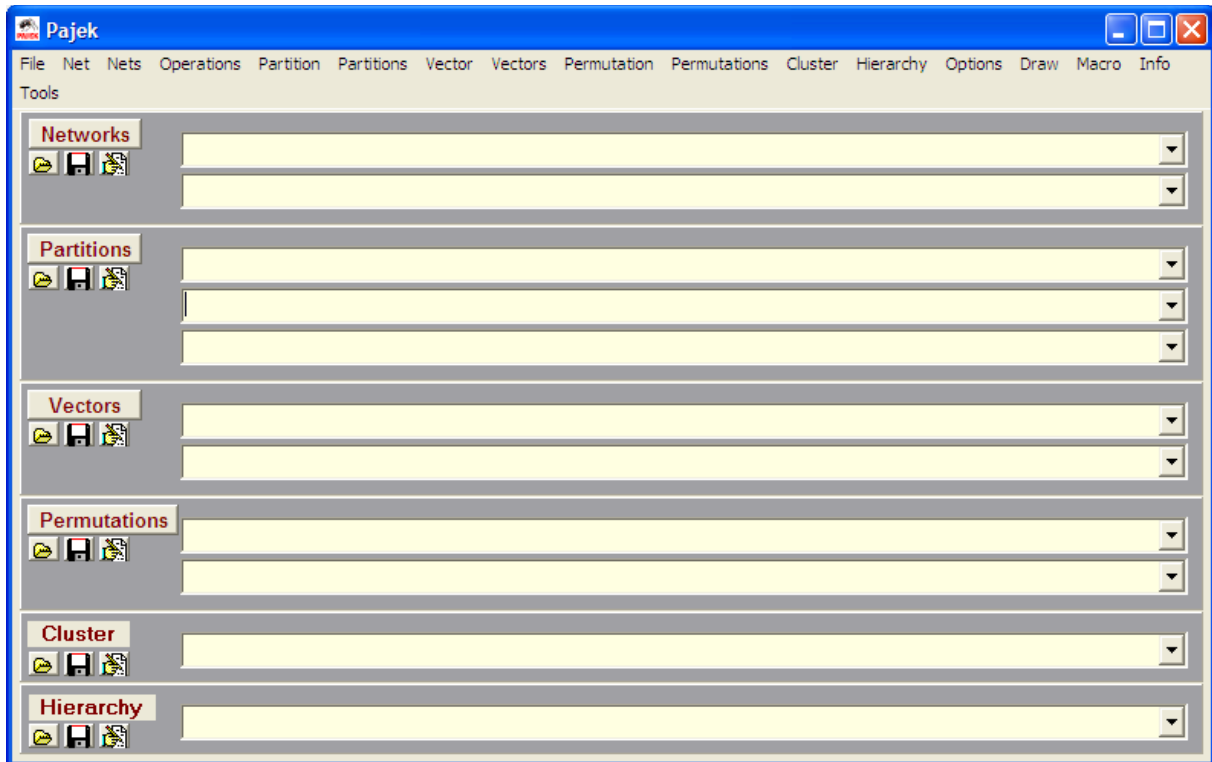 Pajek
File Net Nets Operations Partition Partitions Vector Vectors Permutation Permutations Cluster Hierarchy Options Draw Macro Info
Tools
Networks
Partitions
Vectors
Permutations
Cluster
Hierarchy